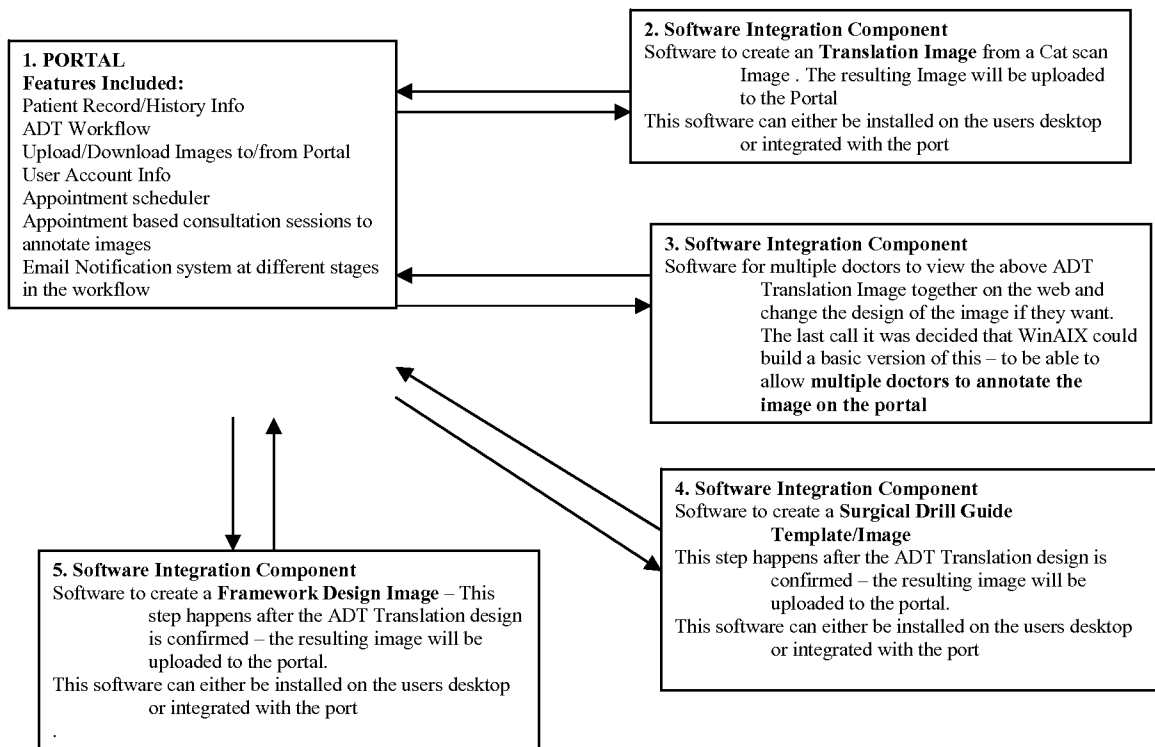 1. PORTAL
Features Included:
Patient Record/History Info
ADT Workflow
Upload/Download Images to/from Portal
User Account Info
Appointment scheduler
Appointment based consultation sessions to
annotate images
Email Notification system at different stages
in the workflow
2. Software Integration Component
Software to create an Translation Image from a Cat scan
Image . The resulting Image will be uploaded
to the Portal
This software can either be installed on the users desktop
or integrated with the port
3. Software Integration Component
Software for multiple doctors to view the above ADT
Translation Image together on the web and
change the design of the image if they want.
The last call it was decided that WinAIX could
build a basic version of this – to be able to
allow multiple doctors to annotate the
image on the portal
4. Software Integration Component
Software to create a Surgical Drill Guide
Template/Image
This step happens after the ADT Translation design is
confirmed – the resulting image will be
uploaded to the portal.
This software can either be installed on the users desktop
or integrated with the port
5. Software Integration Component
Software to create a Framework Design Image – This
step happens after the ADT Translation design
is confirmed – the resulting image will be
uploaded to the portal.
This software can either be installed on the users desktop
or integrated with the port
.